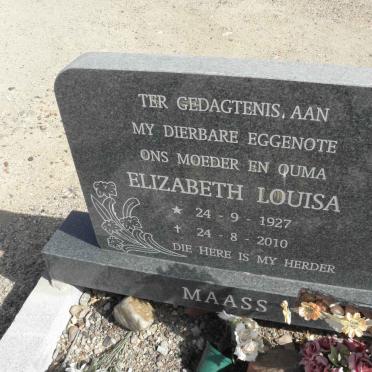 TER GEDAGTENIS, AAN
MY DIERBARE EGGENOTE
ONS MOEDER EN OUMA
ELIZABETH LOUISA
★ 24 - 9 - 1927
✝ 24 - 8 - 2010
DIE HERE IS MY HERDER
MAASS